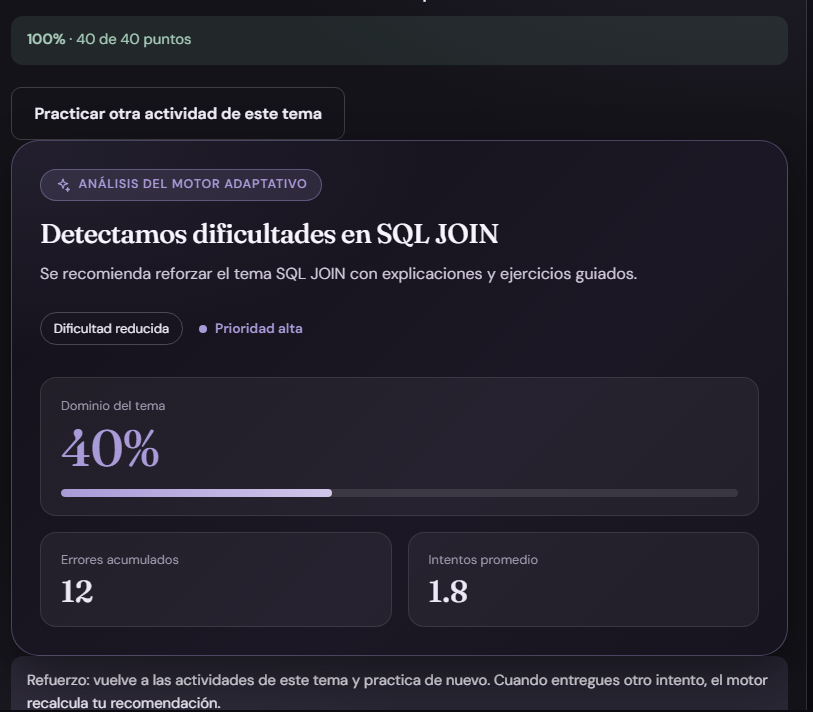 100% · 40 de 40 puntos
Practicar otra actividad de este tema
ANÁLISIS DEL MOTOR ADAPTATIVO
Detectamos dificultades en SQL JOIN
Se recomienda reforzar el tema SQL JOIN con explicaciones y ejercicios guiados.
Dificultad reducida
Prioridad alta
Dominio del tema
40%
Errores acumulados
12
Intentos promedio
1.8
Refuerzo: vuelve a las actividades de este tema y practica de nuevo. Cuando entregues otro intento, el motor
recalcula tu recomendación.